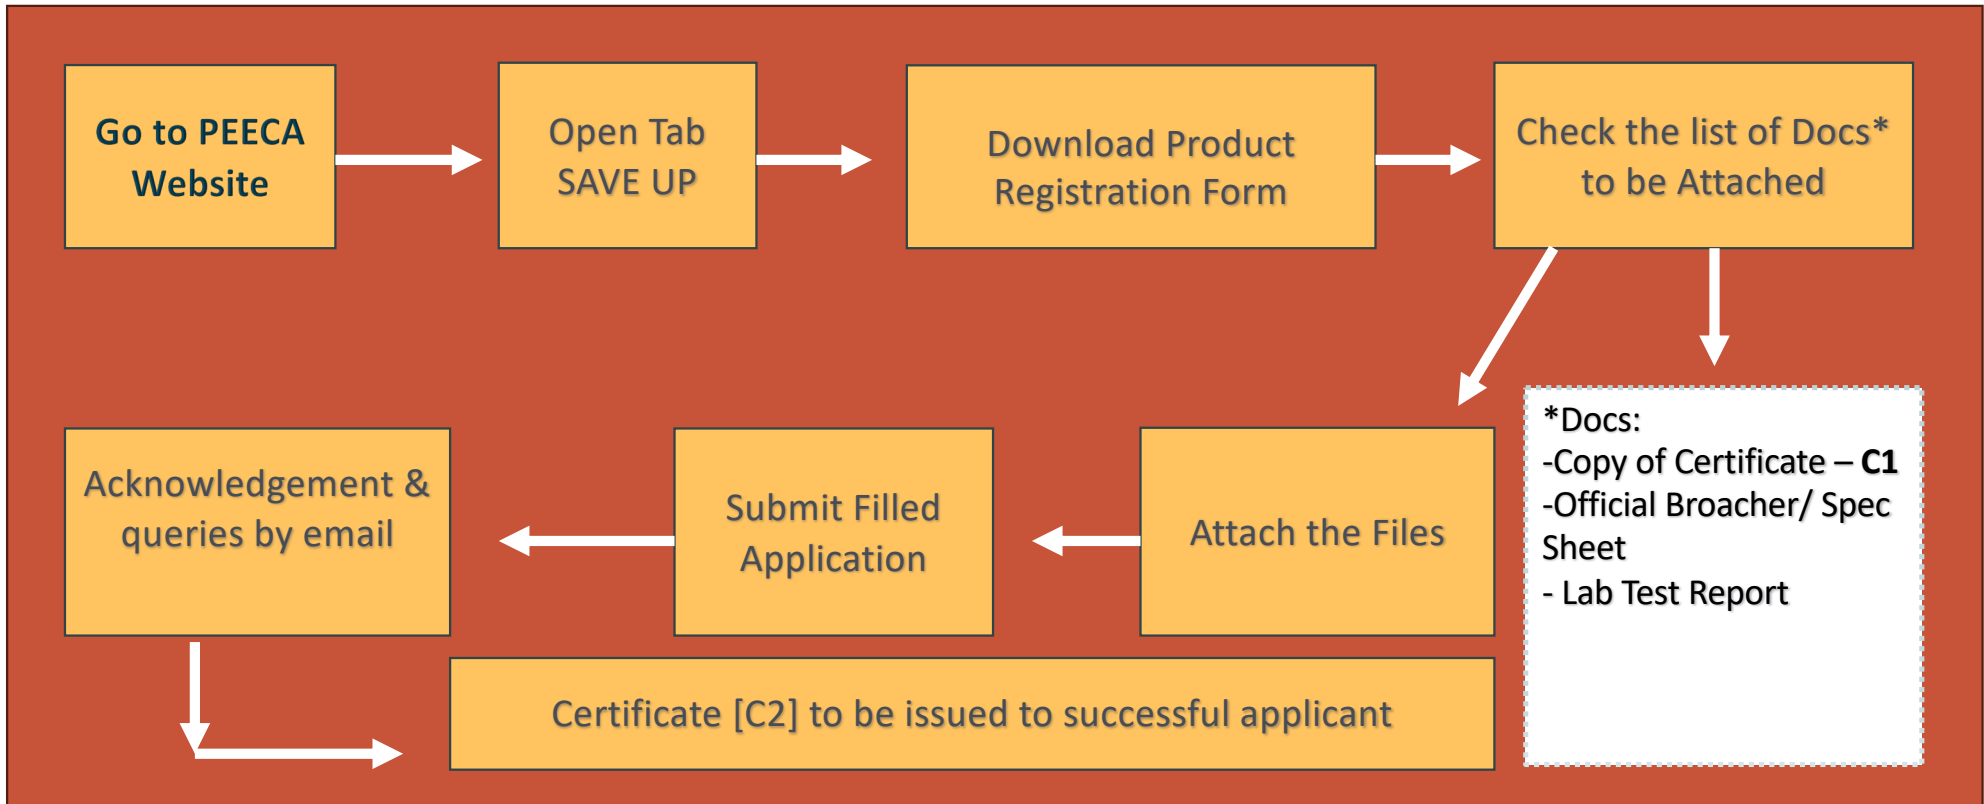 Go to PEECA
Website
Open Tab
SAVE UP
Download Product
Registration Form
Check the list of Docs*
to be Attached
*Docs:
-Copy of Certificate – C1
-Official Broacher/ Spec
Sheet
- Lab Test Report
Attach the Files
Submit Filled
Application
Acknowledgement &
queries by email
Certificate [C2] to be issued to successful applicant